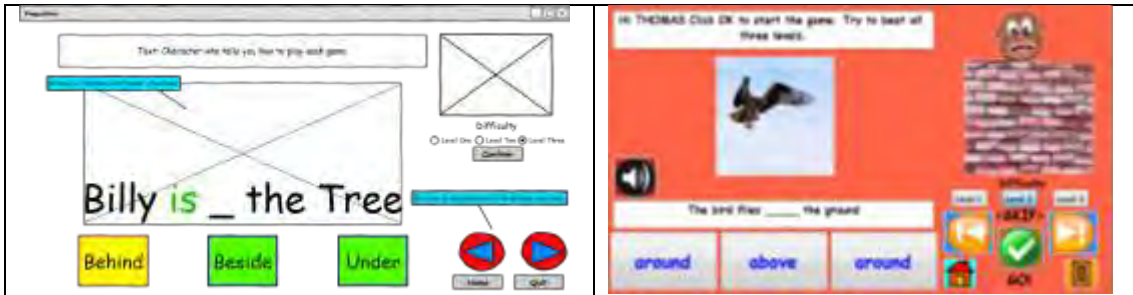 Text: Character who tells you how to play each game
Difficulty
Level One Level Two Level Three
Confirm
Billy is _ the Tree
Behind
Beside
Under
Home
Quit
Hi THOMAS Click OK to start the game. Try to beat all
three levels.
The bird flies _____ the ground
around
above
around
Difficulty
Level 1
Level 2
Level 3
<SKIP>
GO!